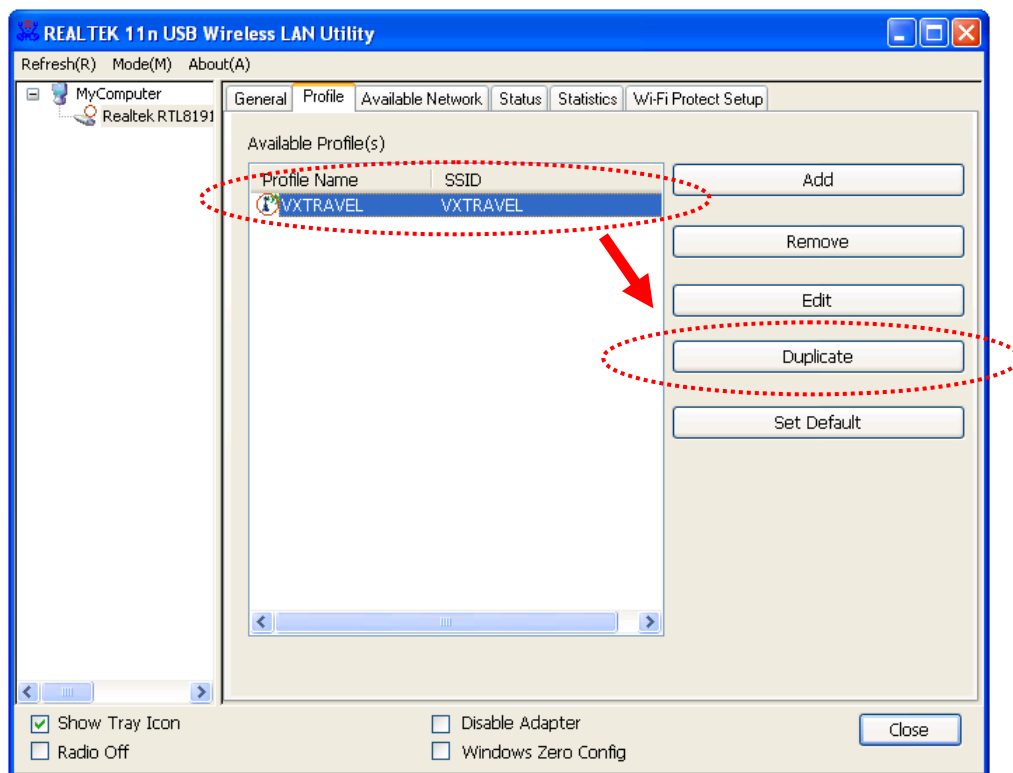 REALTEK 11n USB Wireless LAN Utility
Refresh(R) Mode(M) About(A)
MyComputer
Realtek RTL8191
General Profile Available Network Status Statistics Wi-Fi Protect Setup
Available Profile(s)
Profile Name SSID
VXTRAVEL VXTRAVEL
Add
Remove
Edit
Duplicate
Set Default
Show Tray Icon
Radio Off
Disable Adapter
Windows Zero Config
Close